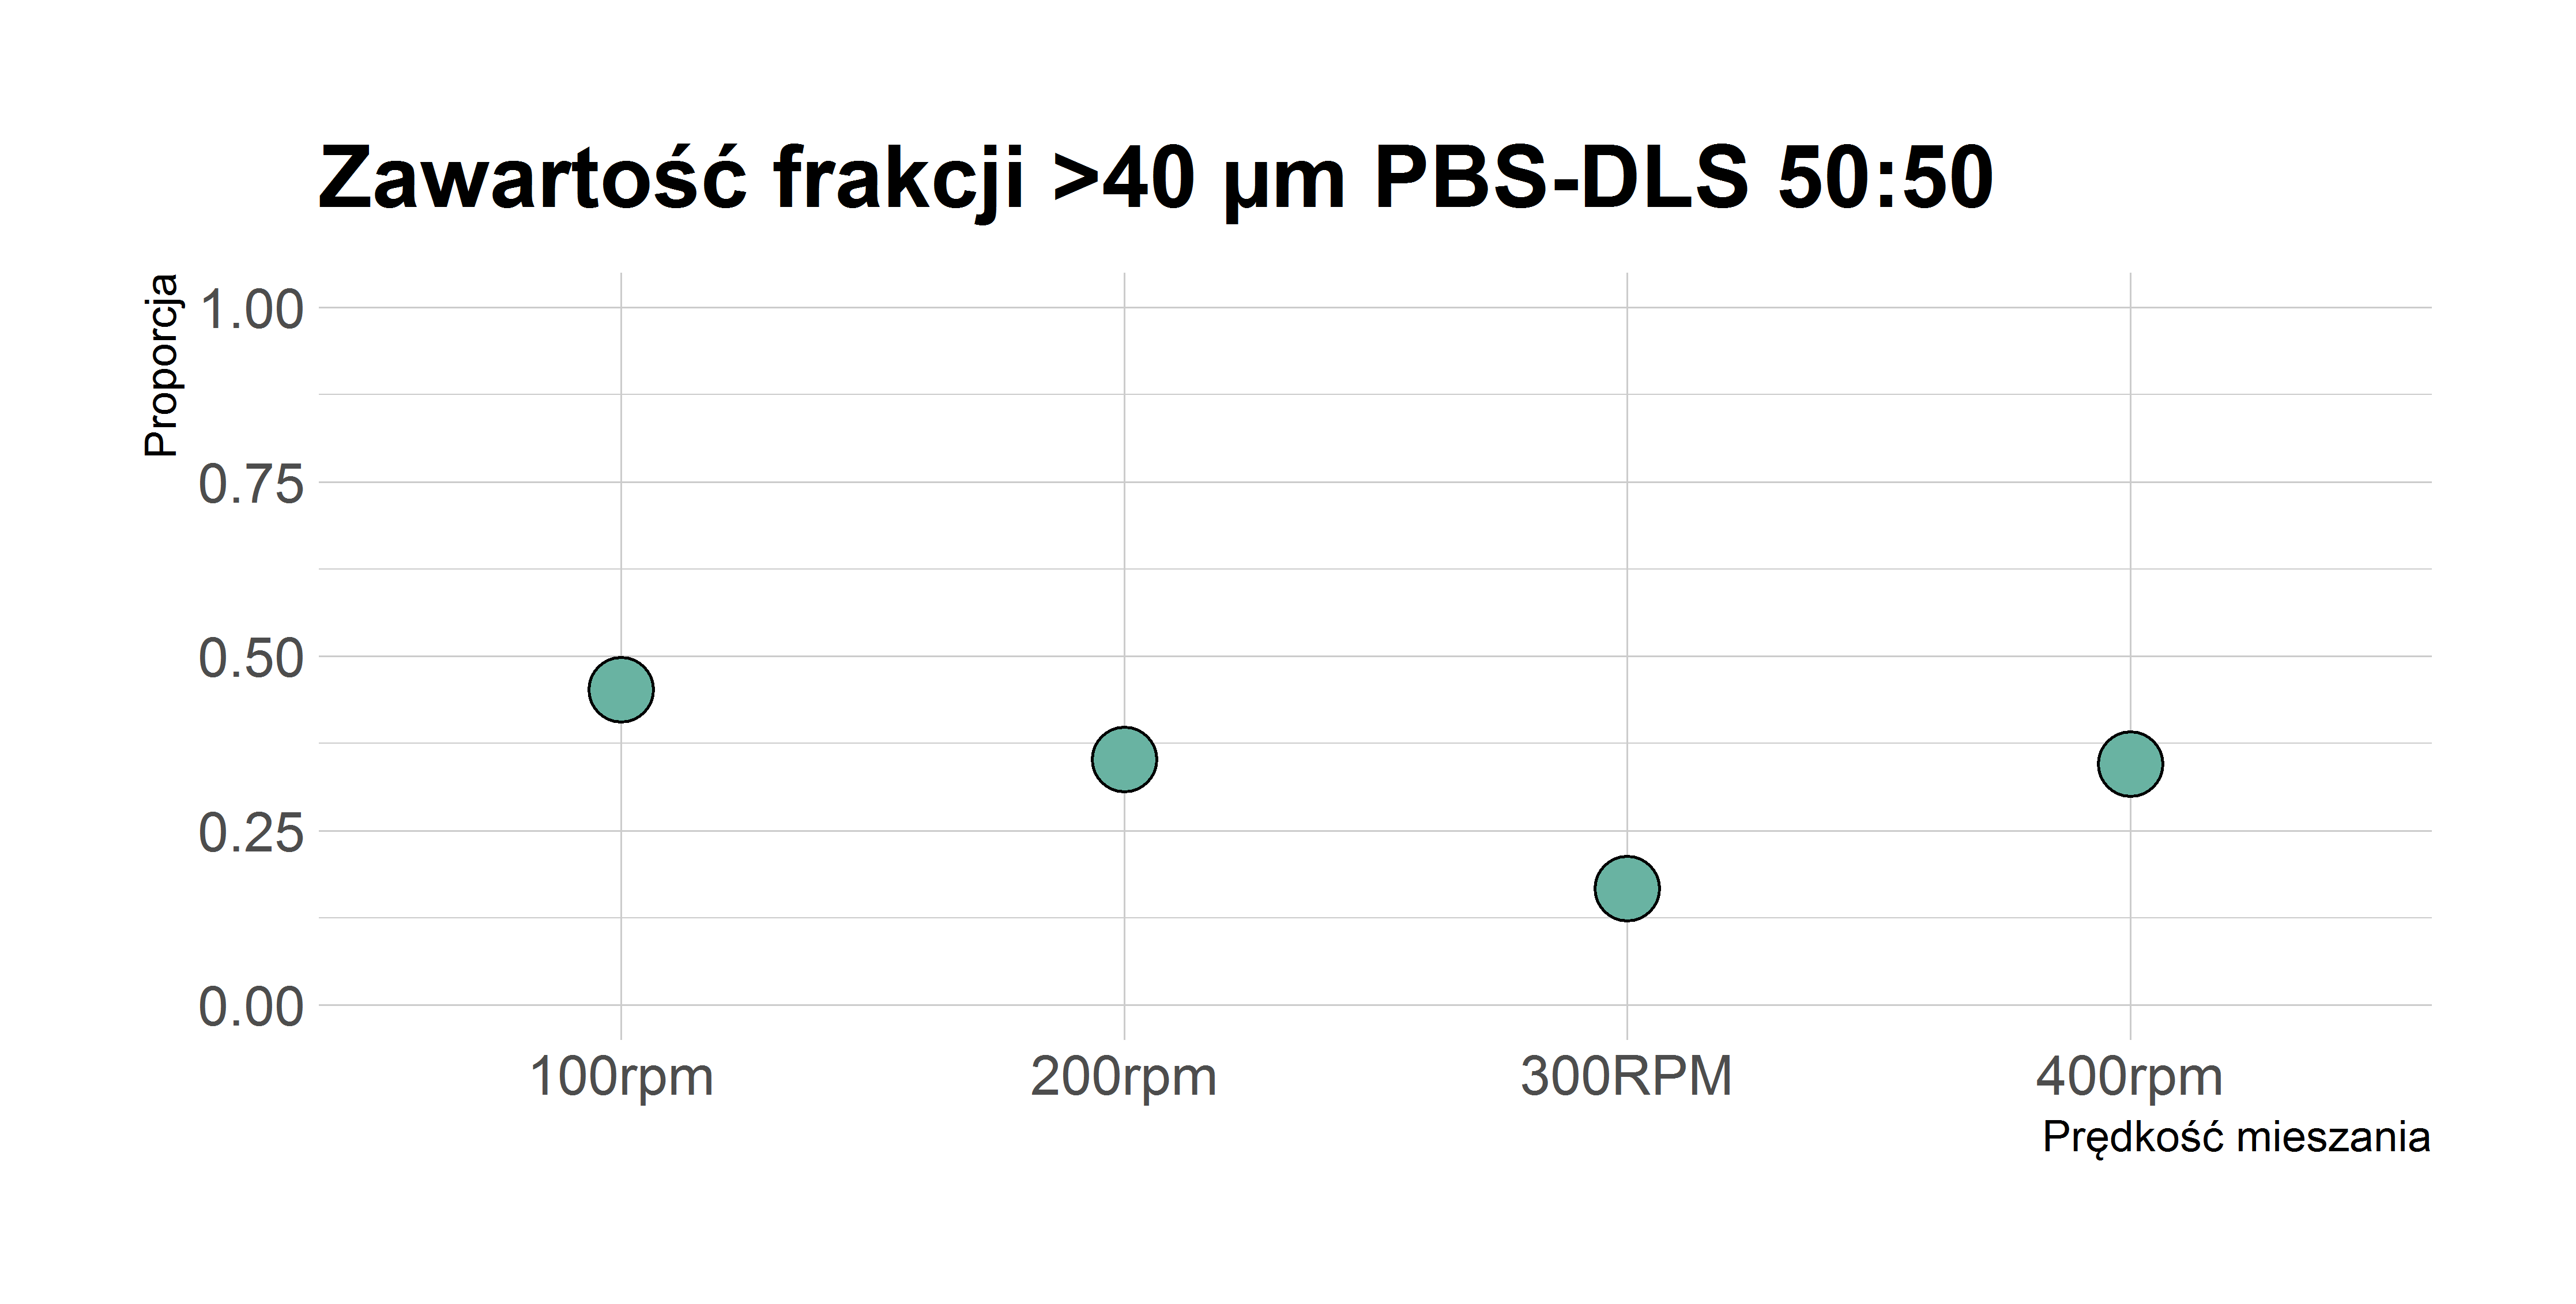 Zawartość frakcji >40 µm PBS-DLS 50:50
Proporcja
1.00
0.75
0.50
0.25
0.00
100rpm 200rpm 300RPM 400rpm
Prędkość mieszania